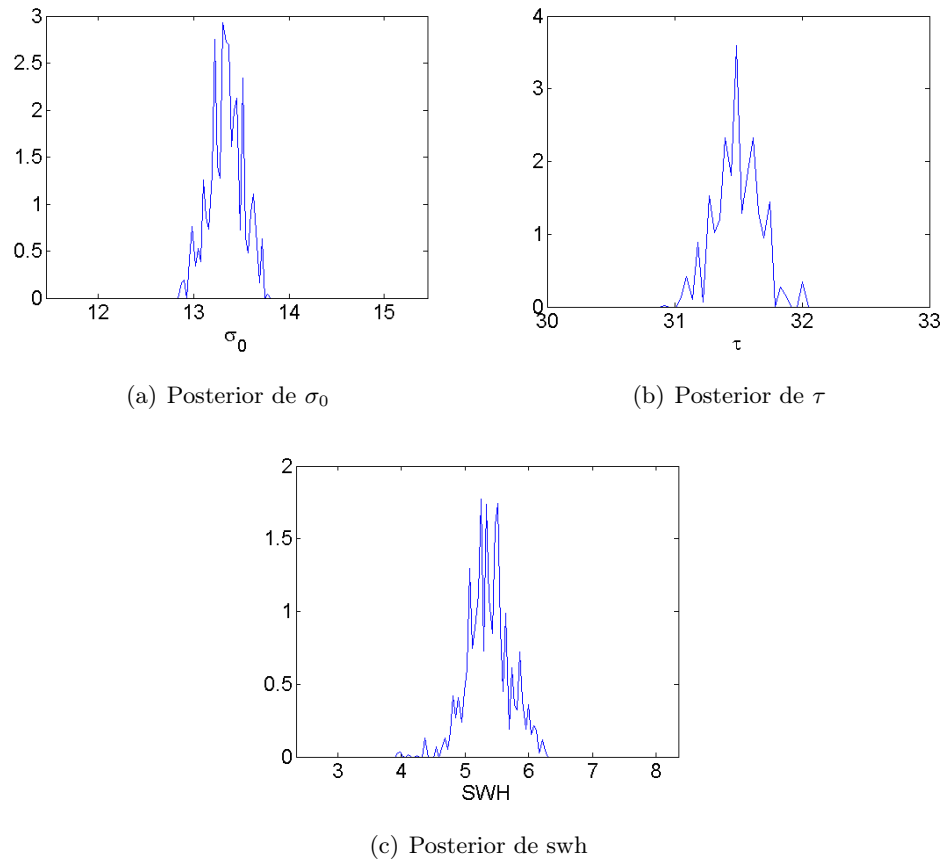 3
2.5
2
1.5
1
0.5
0
12 13 14 15
σ₀
4
3
2
1
0
30 31 32 33
τ
(a) Posterior de σ₀
(b) Posterior de τ
2
1.5
1
0.5
0
3 4 5 6 7 8
SWH
(c) Posterior de swh